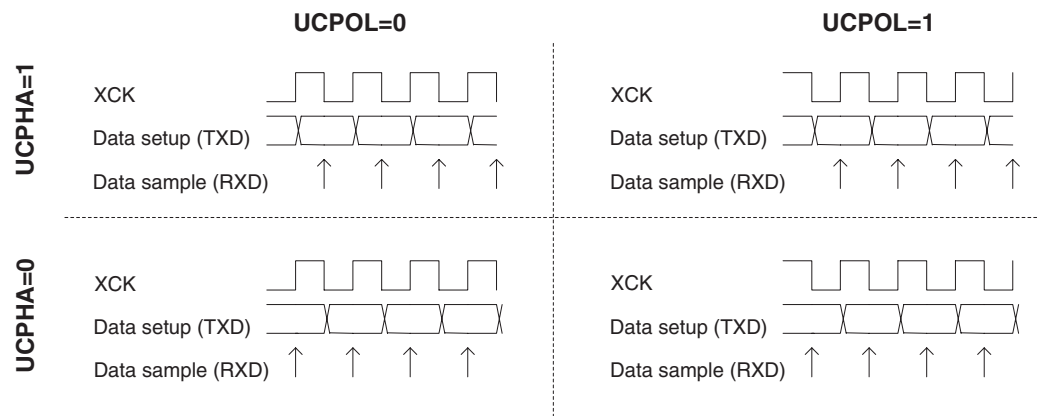 UCPOL=0
UCPOL=1
UCPHA=1
XCK
Data setup (TXD)
Data sample (RXD)
XCK
Data setup (TXD)
Data sample (RXD)
UCPHA=0
XCK
Data setup (TXD)
Data sample (RXD)
XCK
Data setup (TXD)
Data sample (RXD)